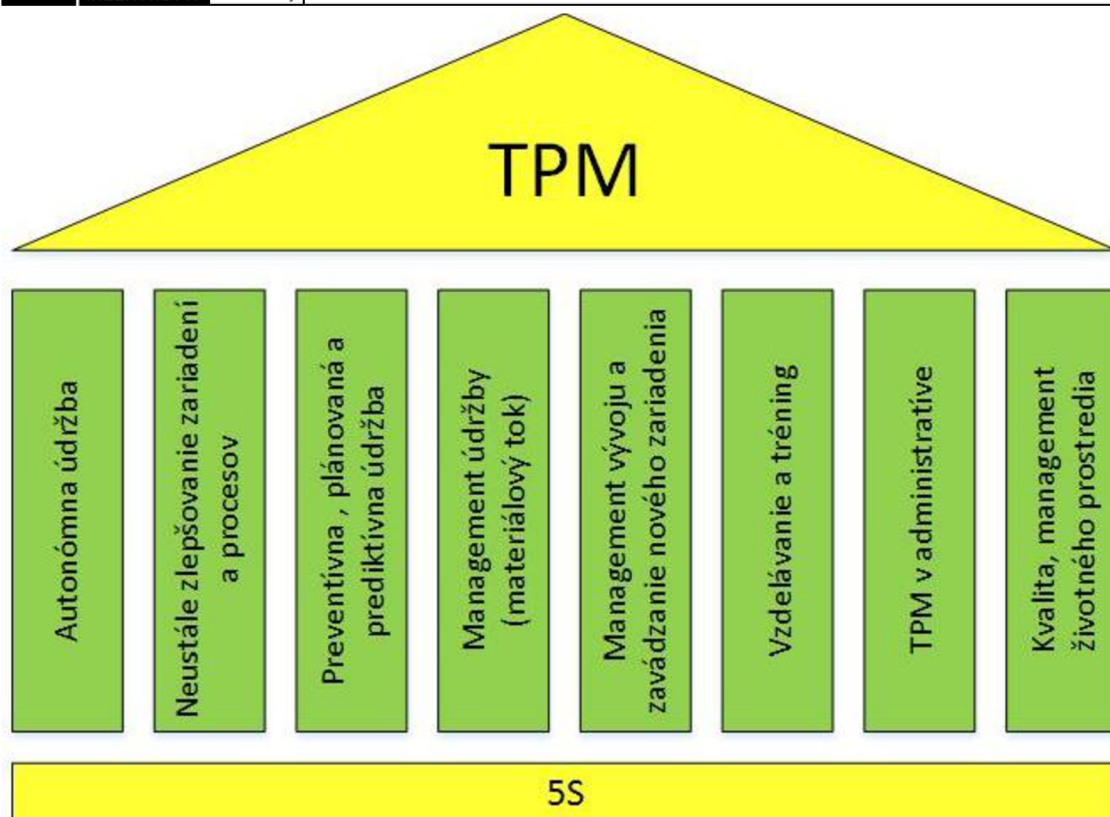 TPM
Autonómna údržba
Neustále zlepšovanie zariadení
a procesov
Preventívna , plánovaná a
prediktívna údržba
Management údržby
(materiálový tok)
Management vývoju a
zavádzanie nového zariadenia
Vzdelávanie a tréning
TPM v administratíve
Kvalita, management
životného prostredia
5S